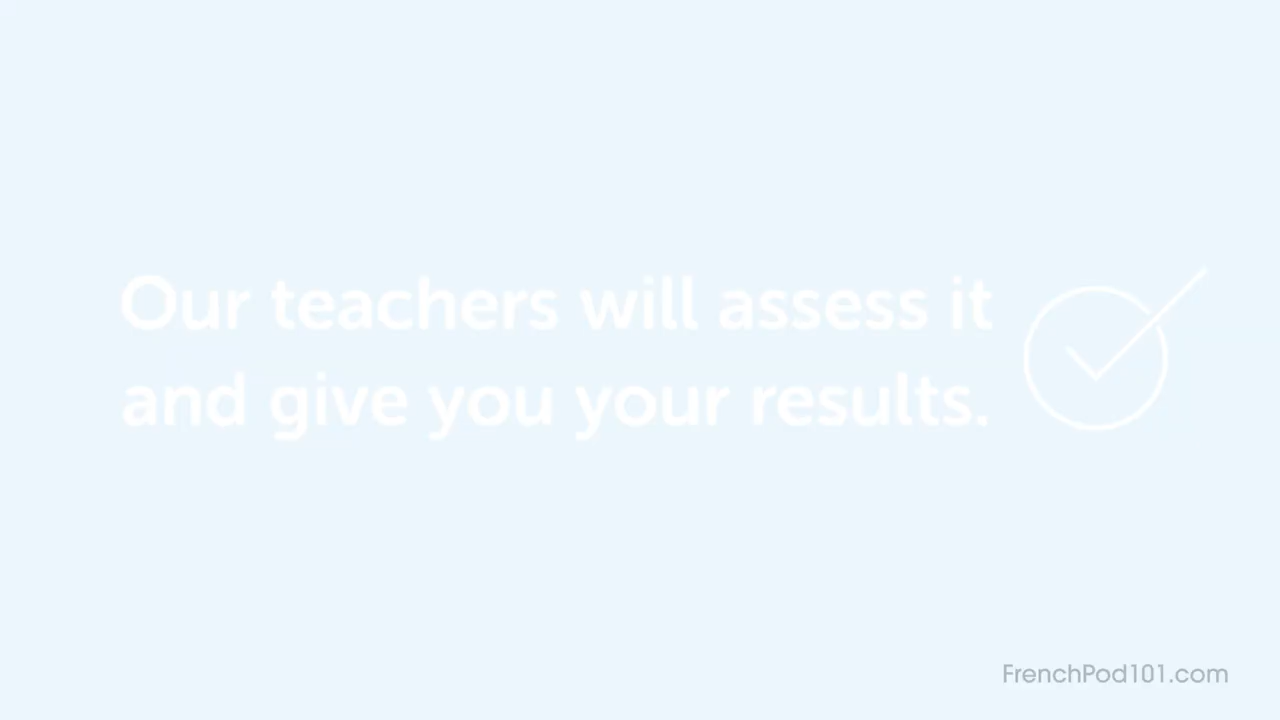 Our teachers will assess it
and give you your results.
FrenchPod101.com